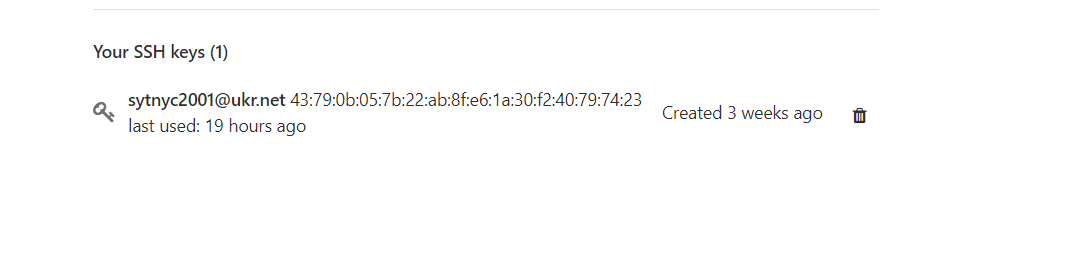 Your SSH keys (1)
sytnyc2001@ukr.net 43:79:0b:05:7b:22:ab:8f:e6:1a:30:f2:40:79:74:23
last used: 19 hours ago
Created 3 weeks ago